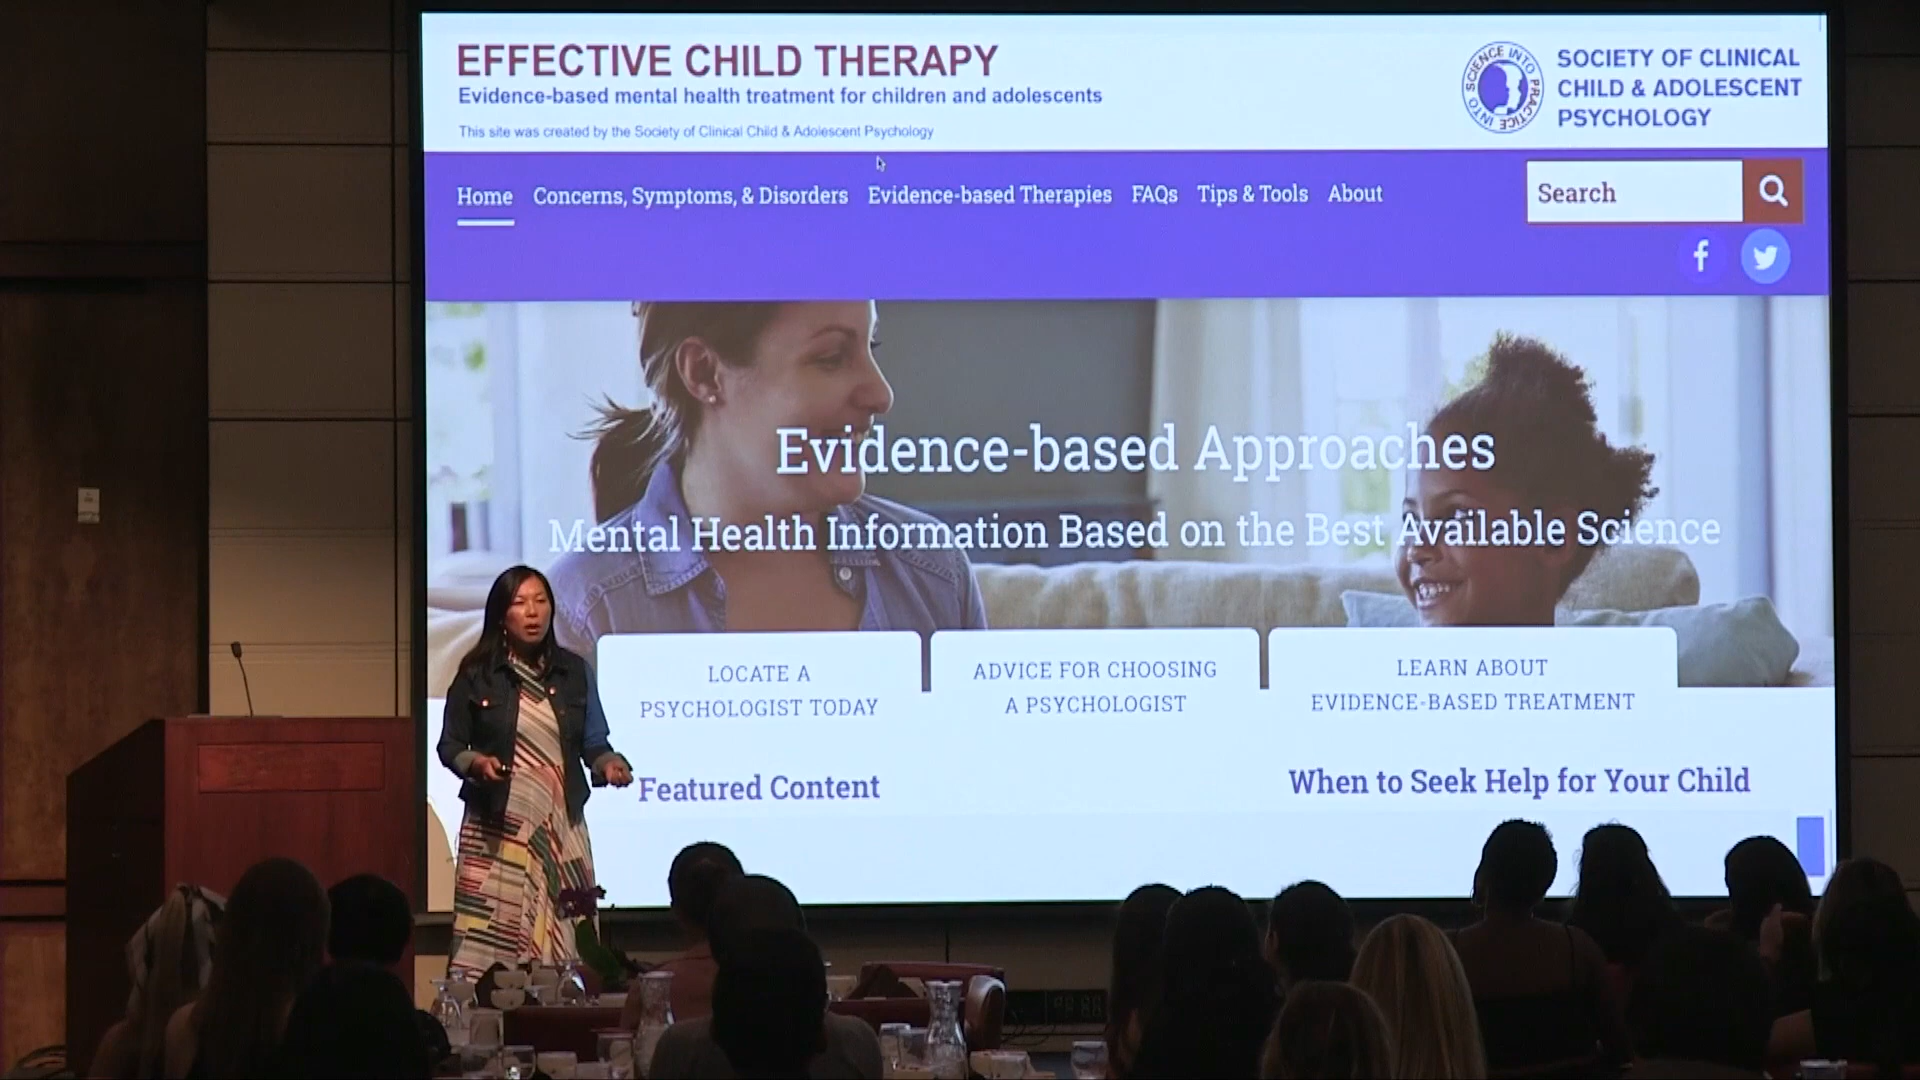 EFFECTIVE CHILD THERAPY
Evidence-based mental health treatment for children and adolescents
This site was created by the Society of Clinical Child & Adolescent Psychology
SCIENCE INTO PRACTICE
SOCIETY OF CLINICAL
CHILD & ADOLESCENT
PSYCHOLOGY
Home Concerns, Symptoms, & Disorders Evidence-based Therapies FAQs Tips & Tools About
Search
Evidence-based Approaches
Mental Health Information Based on the Best Available Science
LOCATE A
PSYCHOLOGIST TODAY
ADVICE FOR CHOOSING
A PSYCHOLOGIST
LEARN ABOUT
EVIDENCE-BASED TREATMENT
Featured Content
When to Seek Help for Your Child